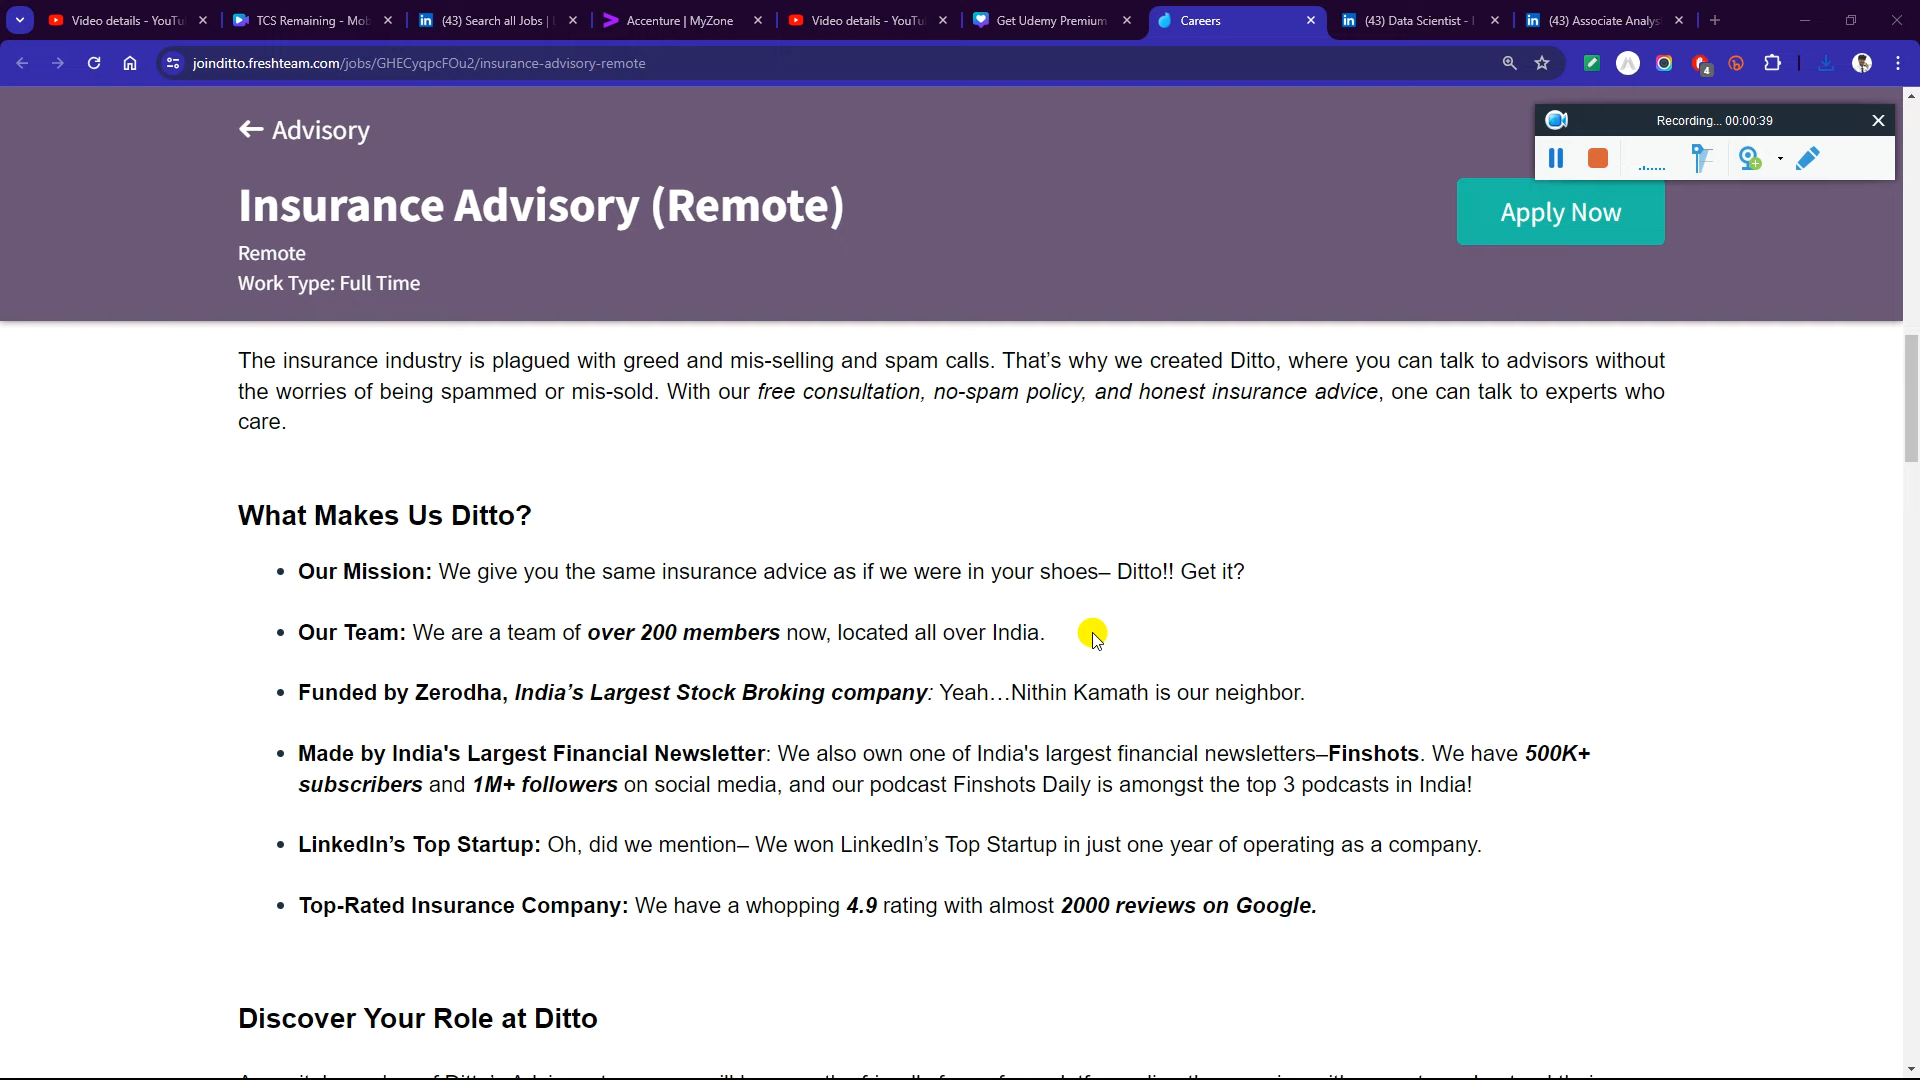 Video details - YouTu
TCS Remaining - Mob
(43) Search all Jobs |
Accenture | MyZone
Video details - YouTu
Get Udemy Premium
Careers
(43) Data Scientist -
(43) Associate Analys
joinditto.freshteam.com/jobs/GHECyqpcFOu2/insurance-advisory-remote
4
Recording... 00:00:39
← Advisory
Insurance Advisory (Remote)
Apply Now
Remote
Work Type: Full Time
The insurance industry is plagued with greed and mis-selling and spam calls. That's why we created Ditto, where you can talk to advisors without
the worries of being spammed or mis-sold. With our free consultation, no-spam policy, and honest insurance advice, one can talk to experts who
care.
What Makes Us Ditto?
• Our Mission: We give you the same insurance advice as if we were in your shoes– Ditto!! Get it?
• Our Team: We are a team of over 200 members now, located all over India.
• Funded by Zerodha, India's Largest Stock Broking company: Yeah…Nithin Kamath is our neighbor.
• Made by India's Largest Financial Newsletter: We also own one of India's largest financial newsletters–Finshots. We have 500K+
subscribers and 1M+ followers on social media, and our podcast Finshots Daily is amongst the top 3 podcasts in India!
• LinkedIn's Top Startup: Oh, did we mention– We won LinkedIn's Top Startup in just one year of operating as a company.
• Top-Rated Insurance Company: We have a whopping 4.9 rating with almost 2000 reviews on Google.
Discover Your Role at Ditto